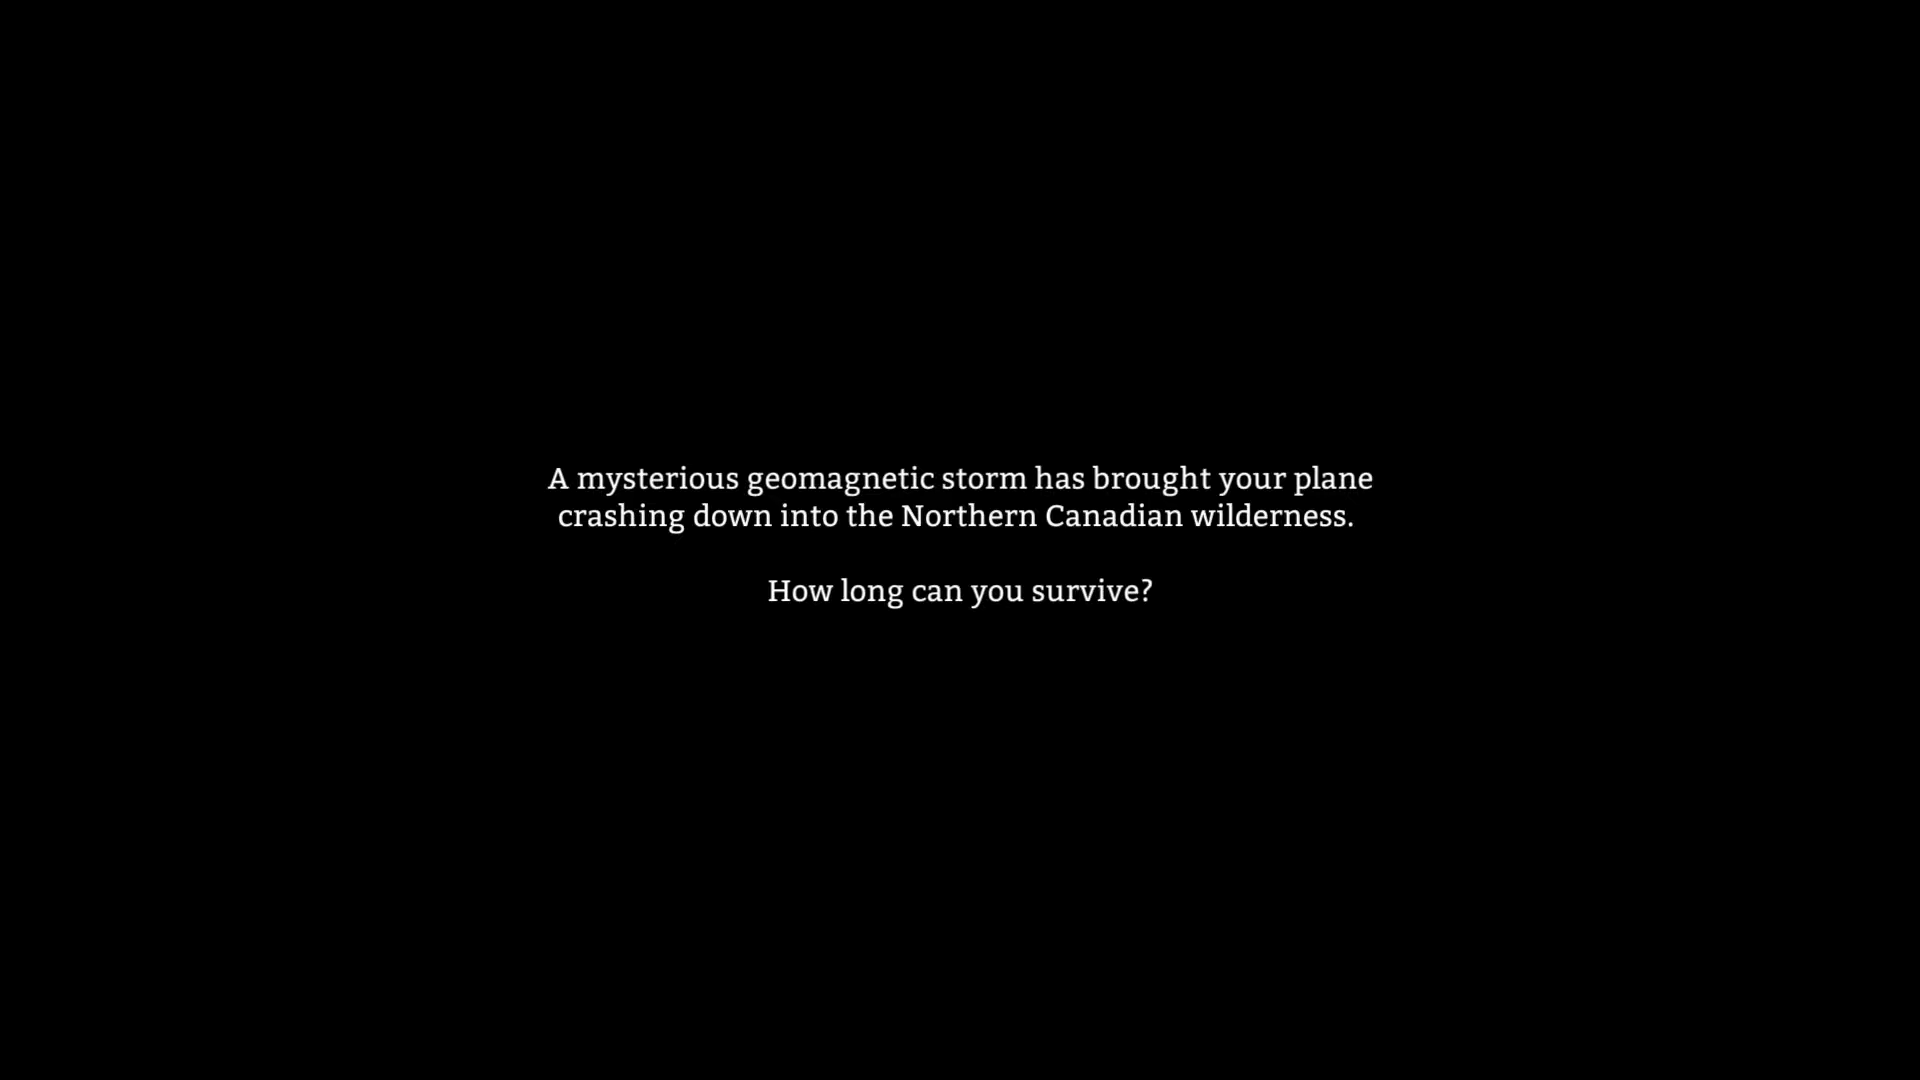 A mysterious geomagnetic storm has brought your plane
crashing down into the Northern Canadian wilderness.
How long can you survive?